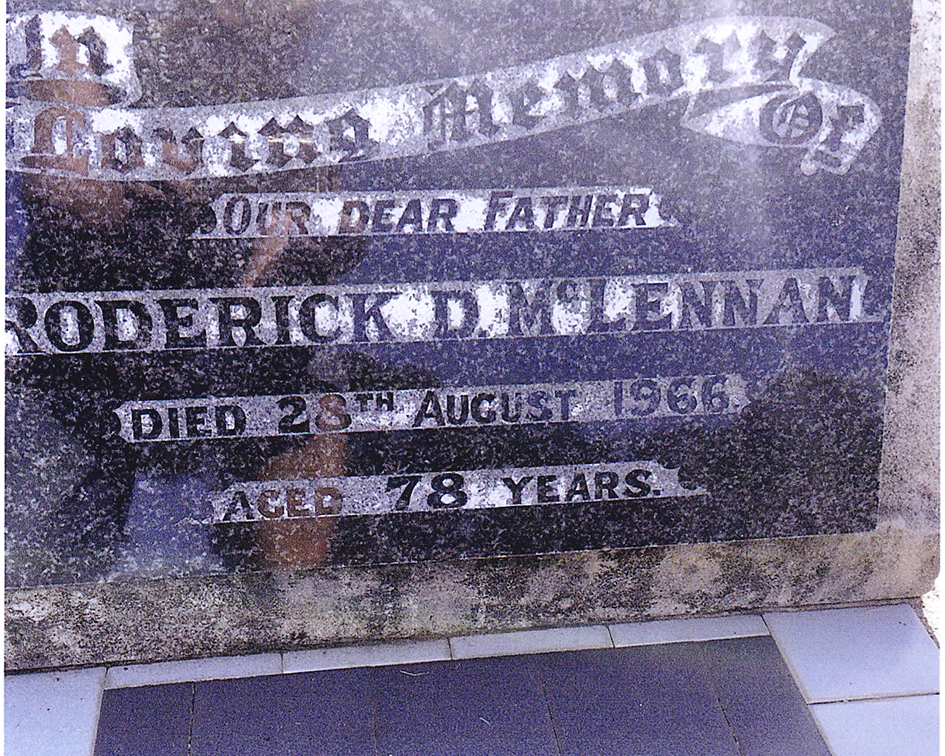 In
Loving Memory
Of
OUR DEAR FATHER
RODERICK D. McLENNAN
DIED 28TH AUGUST 1966
AGED 78 YEARS.